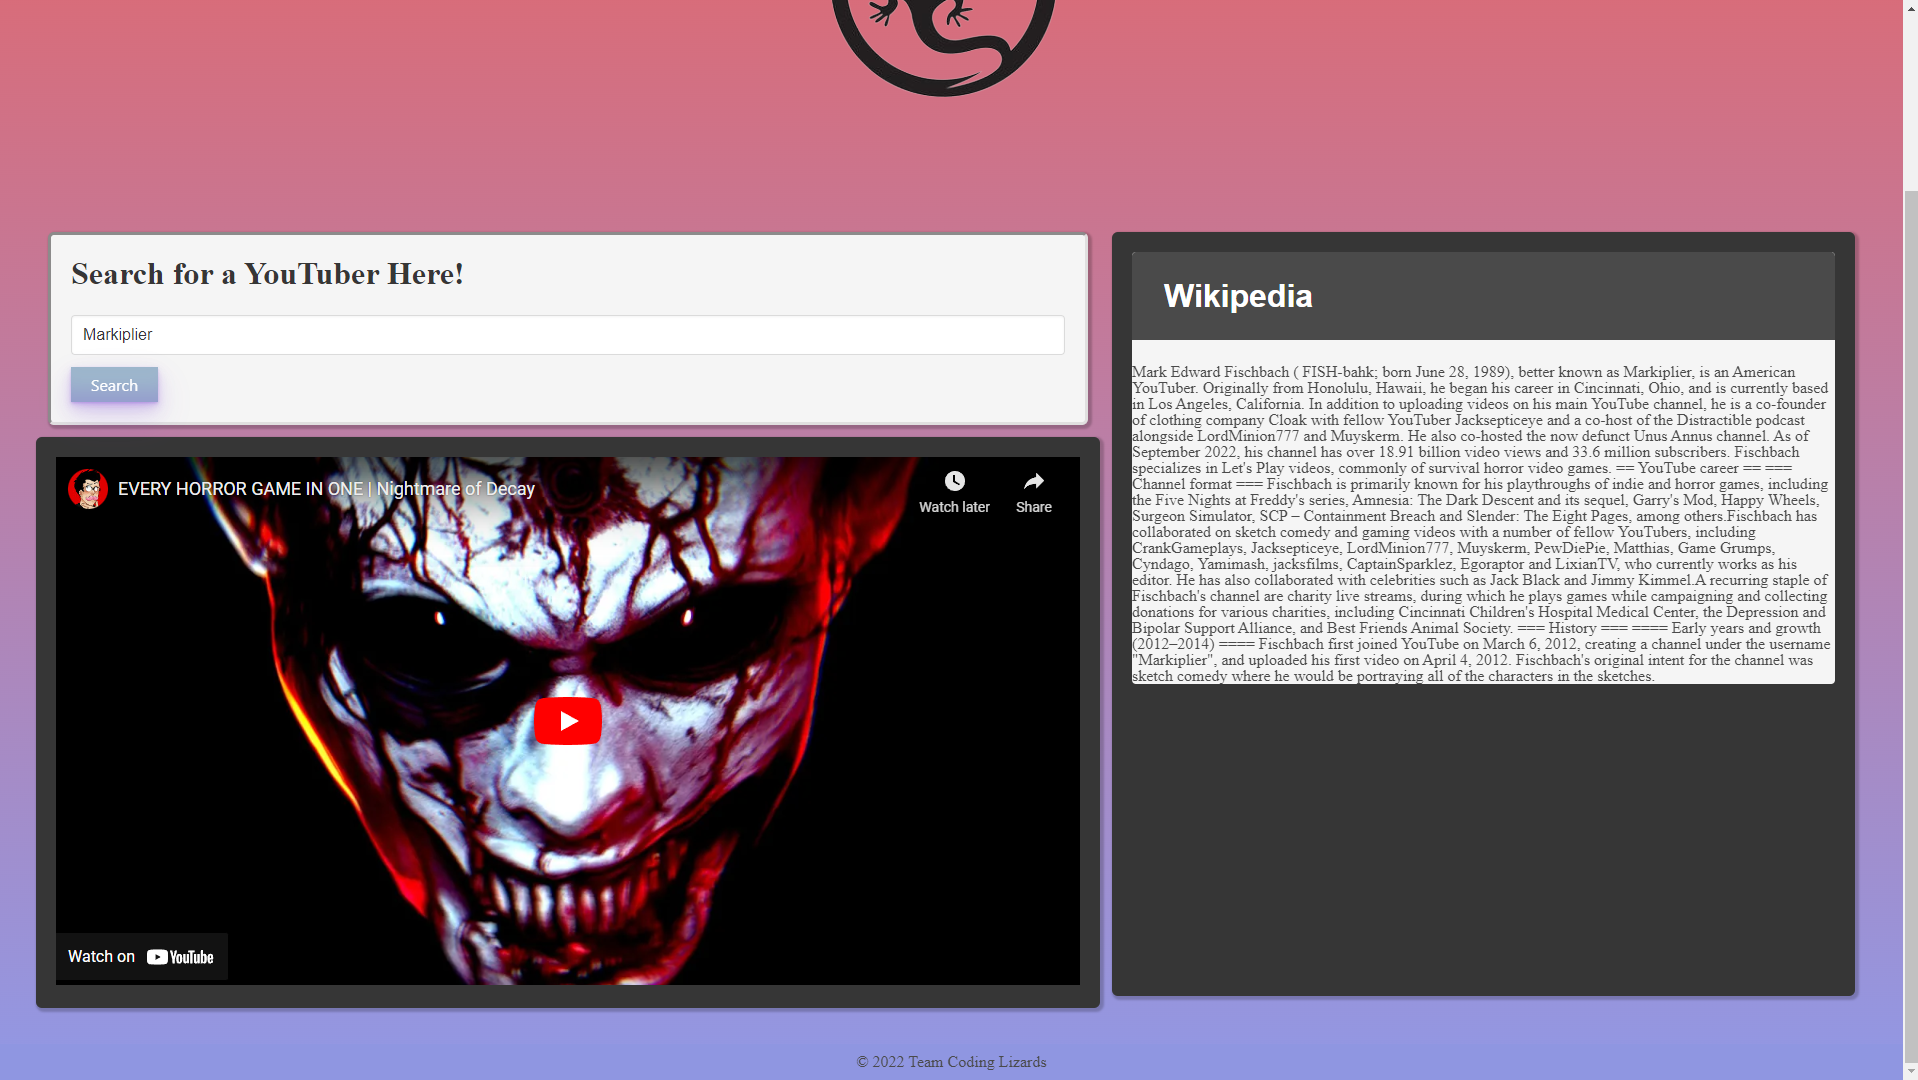 Search for a YouTuber Here!
Markiplier
Search
EVERY HORROR GAME IN ONE | Nightmare of Decay
Watch later
Share
Watch on YouTube
Wikipedia
Mark Edward Fischbach ( FISH-bahk; born June 28, 1989), better known as Markiplier, is an American
YouTuber. Originally from Honolulu, Hawaii, he began his career in Cincinnati, Ohio, and is currently based
in Los Angeles, California. In addition to uploading videos on his main YouTube channel, he is a co-founder
of clothing company Cloak with fellow YouTuber Jacksepticeye and a co-host of the Distractible podcast
alongside LordMinion777 and Muyskerm. He also co-hosted the now defunct Unus Annus channel. As of
September 2022, his channel has over 18.91 billion video views and 33.6 million subscribers. Fischbach
specializes in Let's Play videos, commonly of survival horror video games. == YouTube career == ===
Channel format === Fischbach is primarily known for his playthroughs of indie and horror games, including
the Five Nights at Freddy's series, Amnesia: The Dark Descent and its sequel, Garry's Mod, Happy Wheels,
Surgeon Simulator, SCP – Containment Breach and Slender: The Eight Pages, among others.Fischbach has
collaborated on sketch comedy and gaming videos with a number of fellow YouTubers, including
CrankGameplays, Jacksepticeye, LordMinion777, Muyskerm, PewDiePie, Matthias, Game Grumps,
Cyndago, Yamimash, jacksfilms, CaptainSparklez, Egoraptor and LixianTV, who currently works as his
editor. He has also collaborated with celebrities such as Jack Black and Jimmy Kimmel.A recurring staple of
Fischbach's channel are charity live streams, during which he plays games while campaigning and collecting
donations for various charities, including Cincinnati Children's Hospital Medical Center, the Depression and
Bipolar Support Alliance, and Best Friends Animal Society. === History === ==== Early years and growth
(2012–2014) ==== Fischbach first joined YouTube on March 6, 2012, creating a channel under the username
"Markiplier", and uploaded his first video on April 4, 2012. Fischbach's original intent for the channel was
sketch comedy where he would be portraying all of the characters in the sketches.
© 2022 Team Coding Lizards